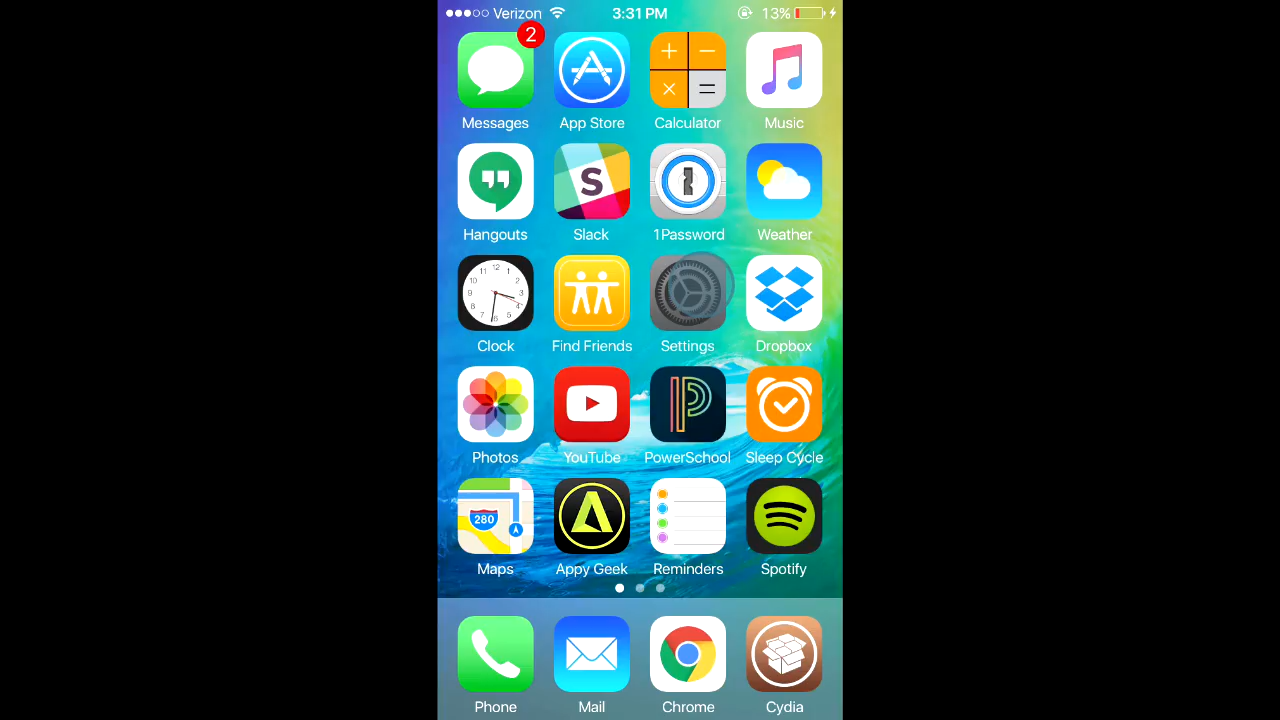 Verizon 3:31 PM 13%
2
Messages App Store Calculator Music
Hangouts Slack 1Password Weather
Clock Find Friends Settings Dropbox
Photos YouTube PowerSchool Sleep Cycle
280
Maps Appy Geek Reminders Spotify
Phone Mail Chrome Cydia